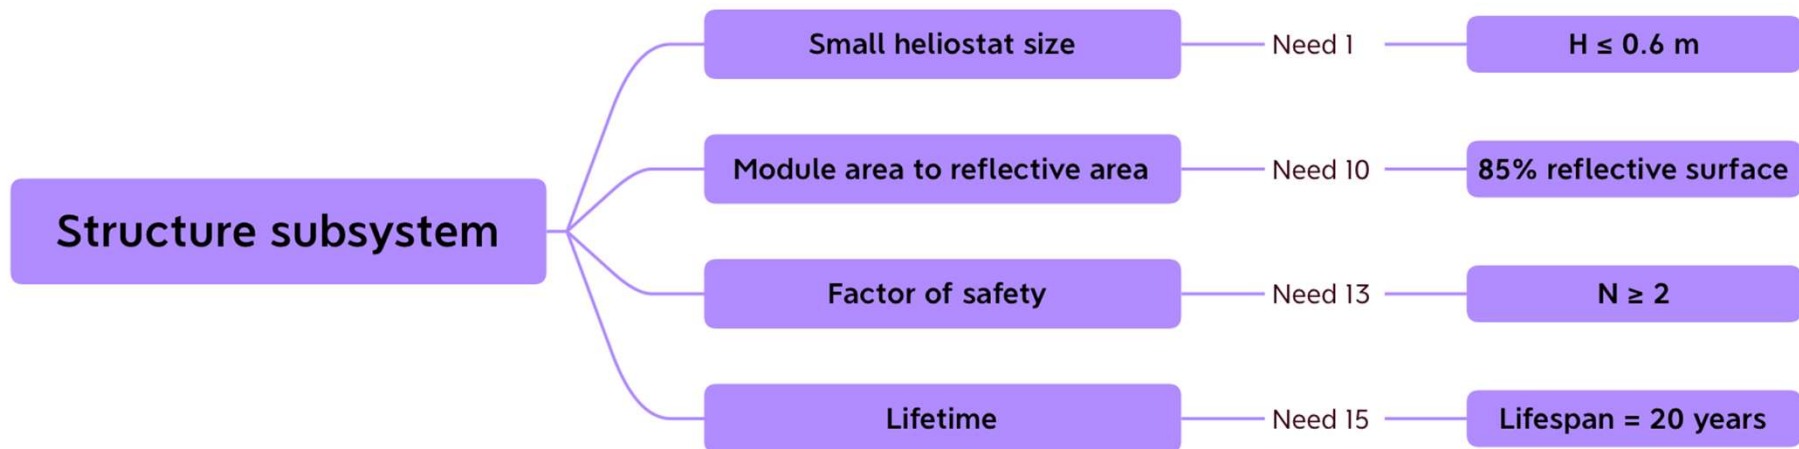 Structure subsystem
Small heliostat size
Need 1
H ≤ 0.6 m
Module area to reflective area
Need 10
85% reflective surface
Factor of safety
Need 13
N ≥ 2
Lifetime
Need 15
Lifespan = 20 years